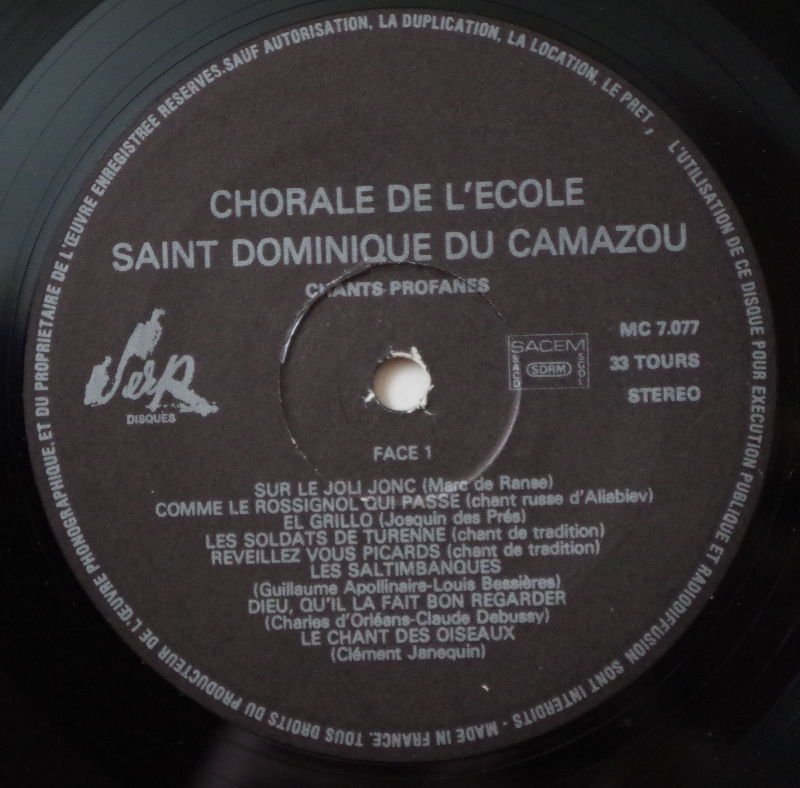 TOUS DROITS DU PRODUCTEUR DE L'ŒUVRE PHONOGRAPHIQUE, ET DU PROPRIETAIRE DE L'ŒUVRE ENREGISTREE RESERVES. SAUF AUTORISATION, LA DUPLICATION, LA LOCATION, LE PRET, L'UTILISATION DE CE DISQUE POUR EXECUTION PUBLIQUE ET RADIODIFFUSION SONT INTERDITS - MADE IN FRANCE.
CHORALE DE L'ECOLE
SAINT DOMINIQUE DU CAMAZOU
CHANTS PROFANES
Serp
DISQUES
SACEM
SACD
SDRM
SGDL
MC 7.077
33 TOURS
STEREO
FACE 1
SUR LE JOLI JONC (Marc de Ranse)
COMME LE ROSSIGNOL QUI PASSE (chant russe d'Aliabiev)
EL GRILLO (Josquin des Prés)
LES SOLDATS DE TURENNE (chant de tradition)
REVEILLEZ VOUS PICARDS (chant de tradition)
LES SALTIMBANQUES
(Guillaume Apollinaire-Louis Bessières)
DIEU, QU'IL LA FAIT BON REGARDER
(Charles d'Orléans-Claude Debussy)
LE CHANT DES OISEAUX
(Clément Janequin)